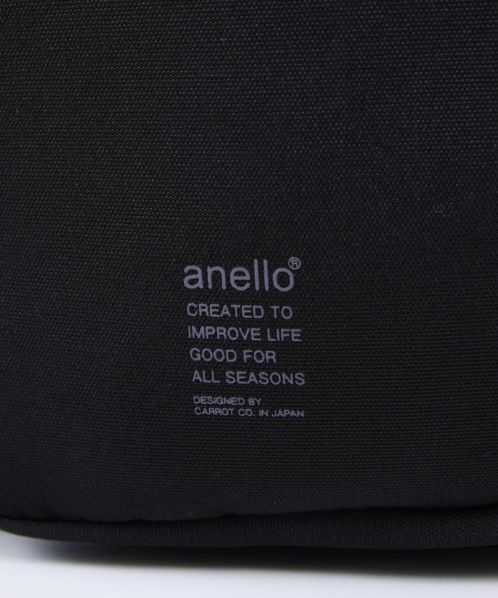 anello®
CREATED TO
IMPROVE LIFE
GOOD FOR
ALL SEASONS
DESIGNED BY
CARROT CO. IN JAPAN